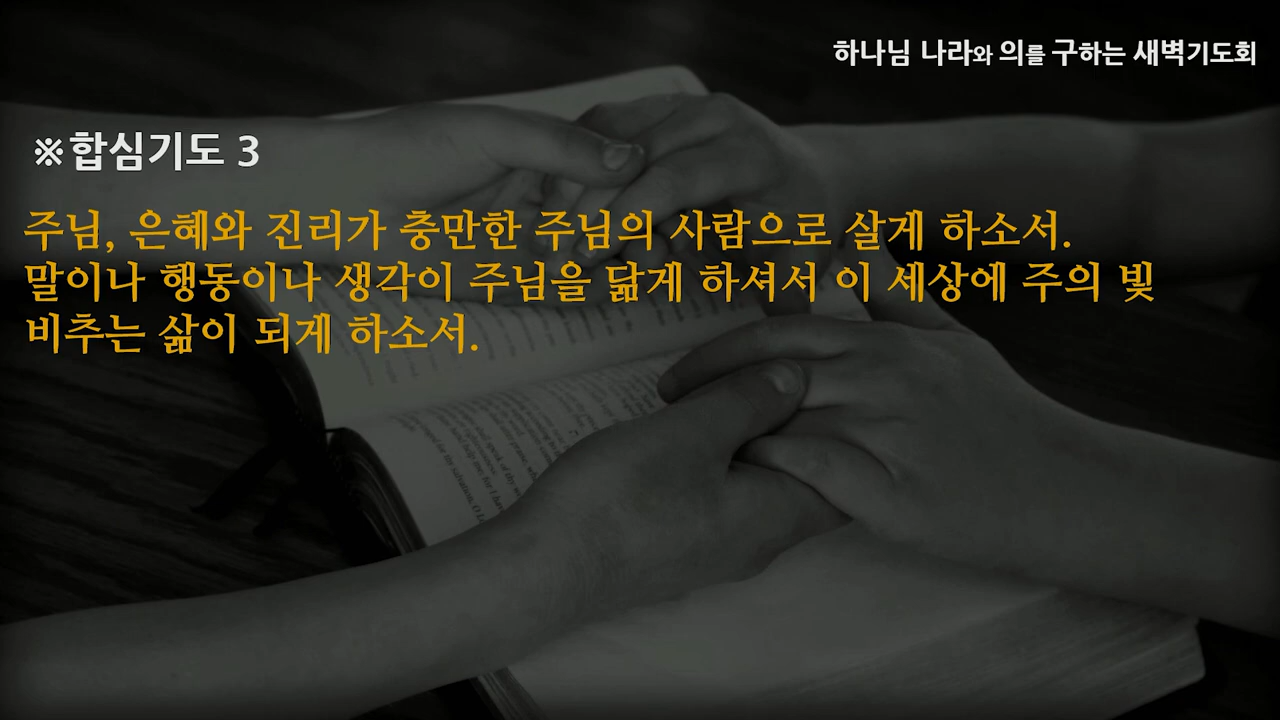 하나님 나라와 의를 구하는 새벽기도회
※합심기도 3
주님, 은혜와 진리가 충만한 주님의 사람으로 살게 하소서.
말이나 행동이나 생각이 주님을 닮게 하셔서 이 세상에 주의 빛
비추는 삶이 되게 하소서.